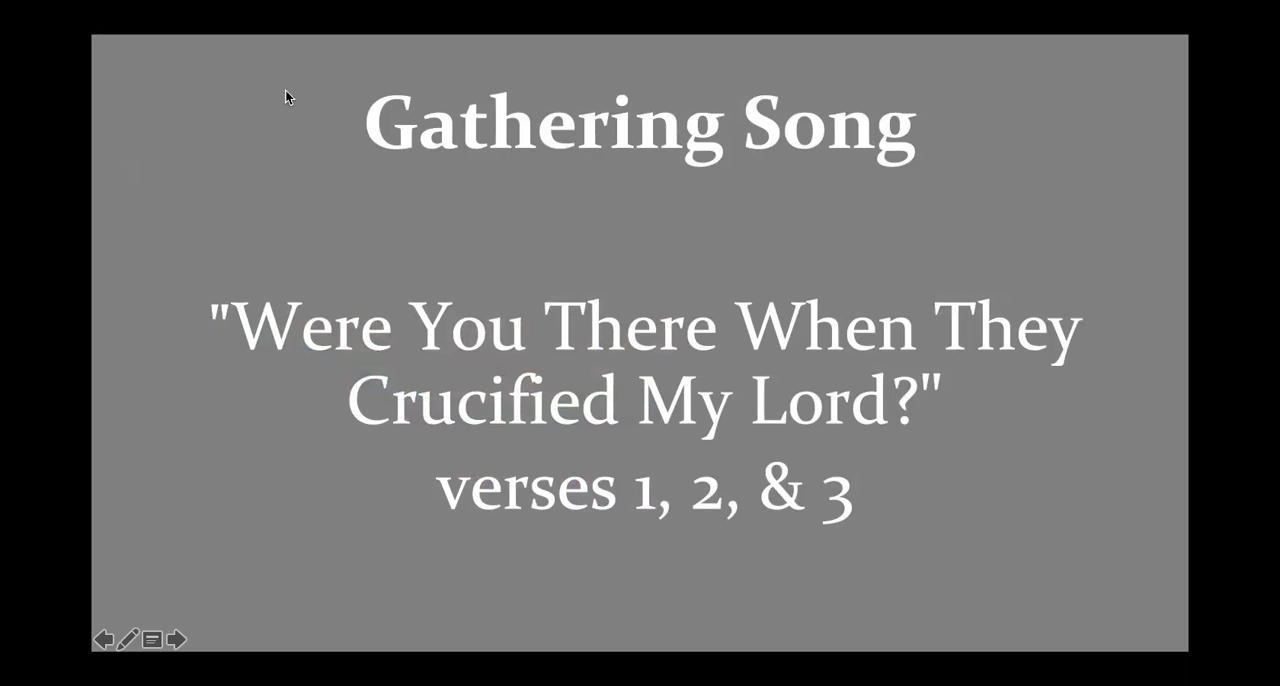 Gathering Song
"Were You There When They
Crucified My Lord?"
verses 1, 2, & 3